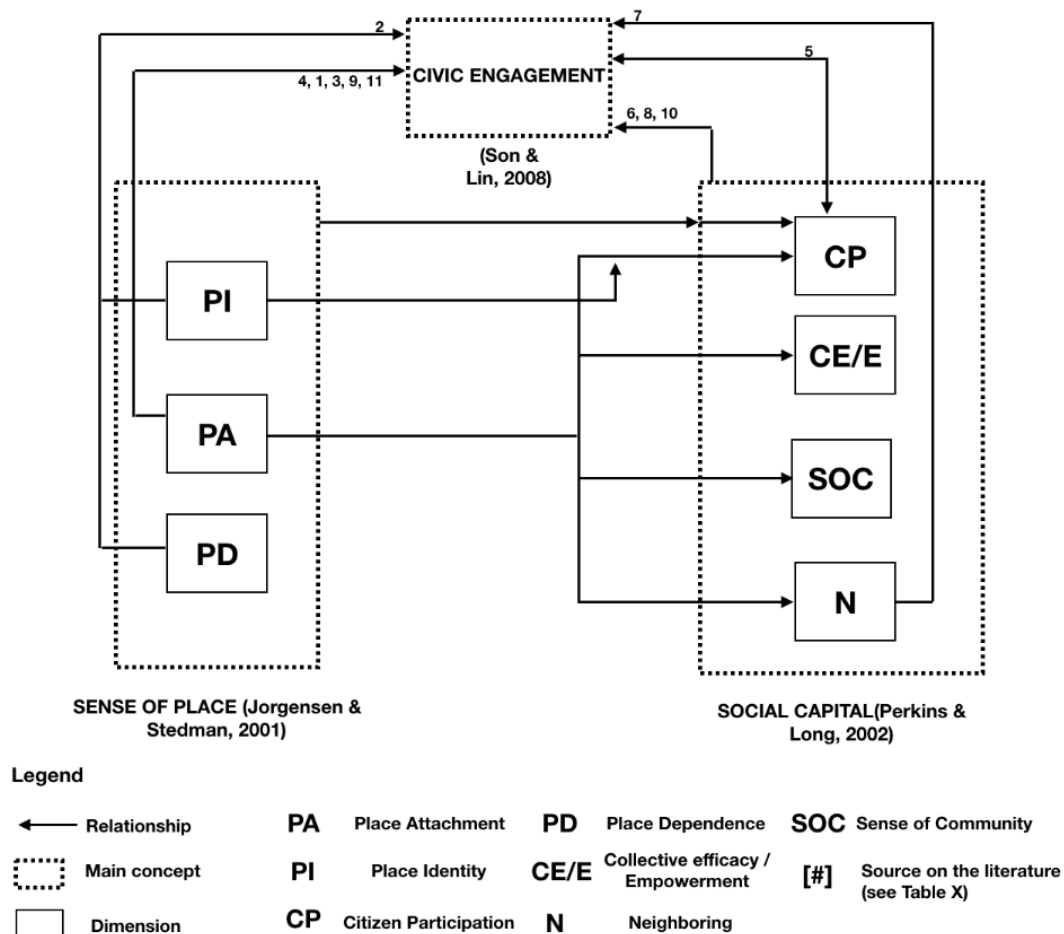 2
7
CIVIC ENGAGEMENT
5
4, 1, 3, 9, 11
6, 8, 10
(Son &
Lin, 2008)
PI
PA
PD
CP
CE/E
SOC
N
SENSE OF PLACE (Jorgensen &
Stedman, 2001)
SOCIAL CAPITAL(Perkins &
Long, 2002)
Legend
Relationship
PA Place Attachment
PD Place Dependence
SOC Sense of Community
Main concept
PI Place Identity
CE/E Collective efficacy /
Empowerment
[#] Source on the literature
(see Table X)
Dimension
CP Citizen Participation
N Neighboring